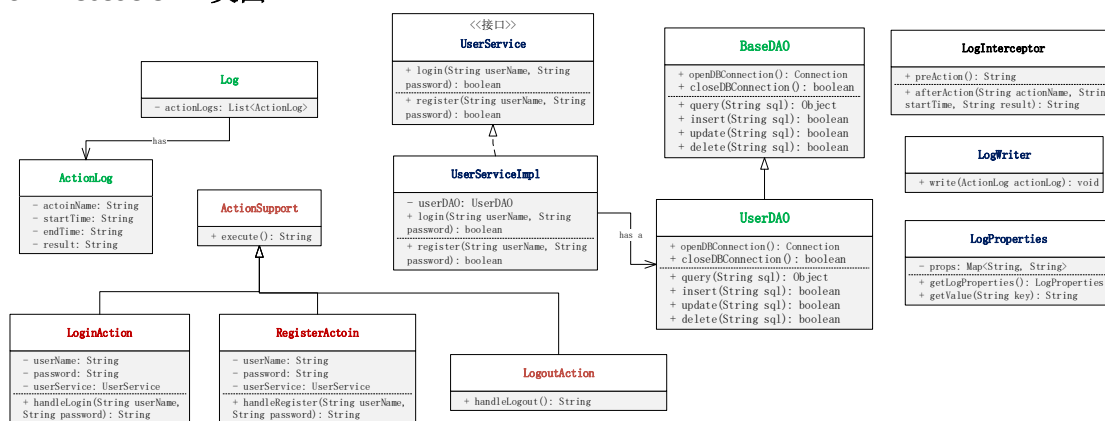 <<接口>>
UserService
+ login(String userName, String
password): boolean
+ register(String userName, String
password): boolean
BaseDAO
+ openDBConnection(): Connection
+ closeDBConnection(): boolean
+ query(String sql): Object
+ insert(String sql): boolean
+ update(String sql): boolean
+ delete(String sql): boolean
LogInterceptor
+ preAction(): String
+ afterAction(String actionName, Strin
startTime, String result): String
Log
- actionLogs: List<ActionLog>
has
ActionLog
- actoinName: String
- startTime: String
- endTime: String
- result: String
ActionSupport
+ execute(): String
UserServiceImpl
- userDAO: UserDAO
+ login(String userName, String
password): boolean
+ register(String userName, String
password): boolean
has a
UserDAO
+ openDBConnection(): Connection
+ closeDBConnection(): boolean
+ query(String sql): Object
+ insert(String sql): boolean
+ update(String sql): boolean
+ delete(String sql): boolean
LogWriter
+ write(ActionLog actionLog): void
LogProperties
- props: Map<String, String>
+ getLogProperties(): LogProperties
+ getValue(String key): String
LoginAction
- userName: String
- password: String
- userService: UserService
+ handleLogin(String userName,
String password): String
RegisterActoin
- userName: String
- password: String
- userService: UserService
+ handleRegister(String userName,
String password): String
LogoutAction
+ handleLogout(): String